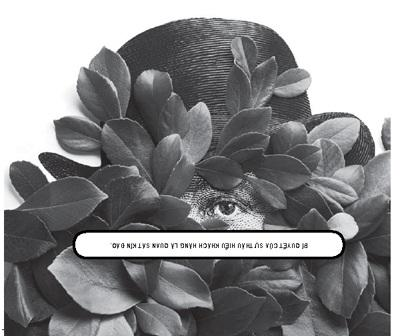 BÍ QUYẾT CỦA SỰ THẤU HIỂU KHÁCH HÀNG LÀ QUAN SÁT KÍN ĐÁO.